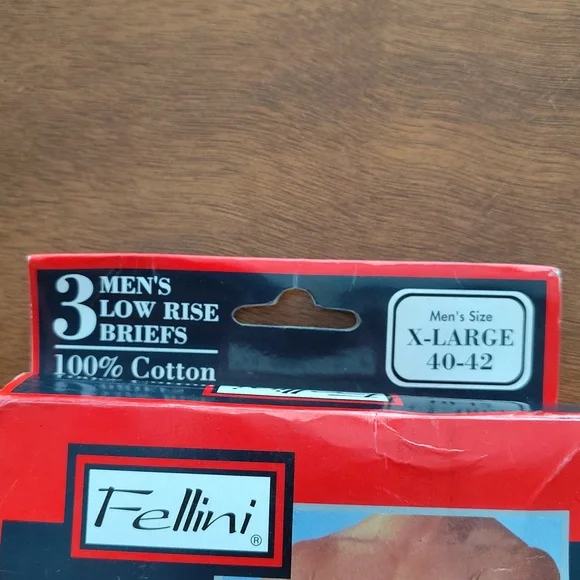 3 MEN'S
LOW RISE
BRIEFS
100% Cotton
Men's Size
X-LARGE
40-42
Fellini ®